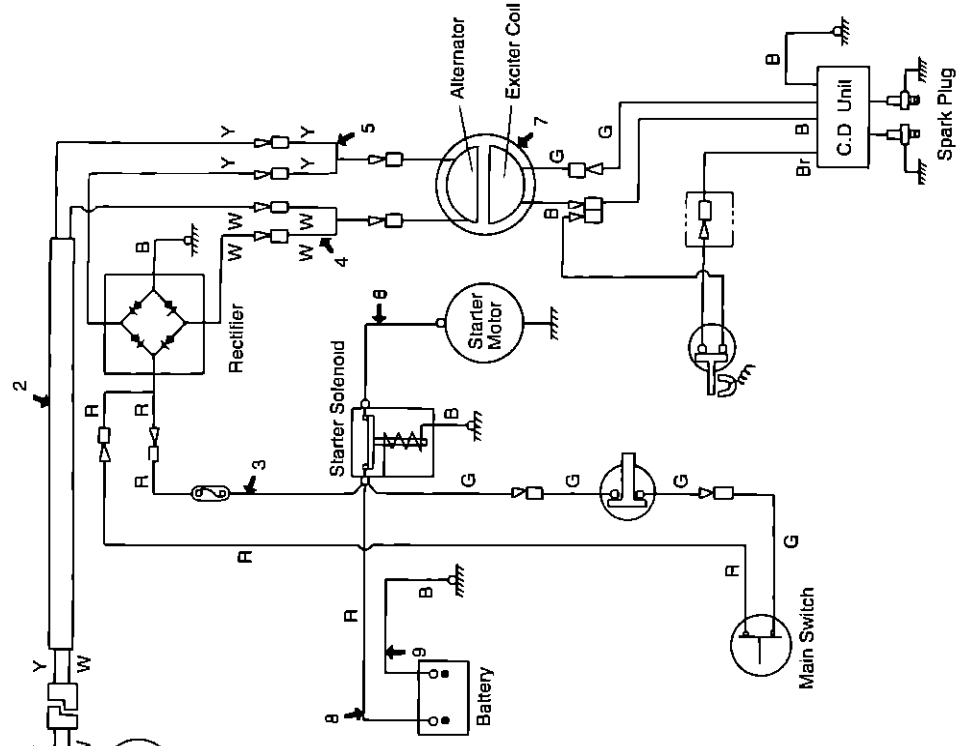 2
Y
W
Y
Y
Y
Y
5
W
W
W
W
4
B
Rectifier
R
R
R
3
R
Alternator
Exciter Coil
7
G
B
G
B
B
Br
C.D Unit
Spark Plug
6
Starter
Motor
Starter Solenoid
B
G
G
G
G
R
R
B
8
9
Battery
Main Switch